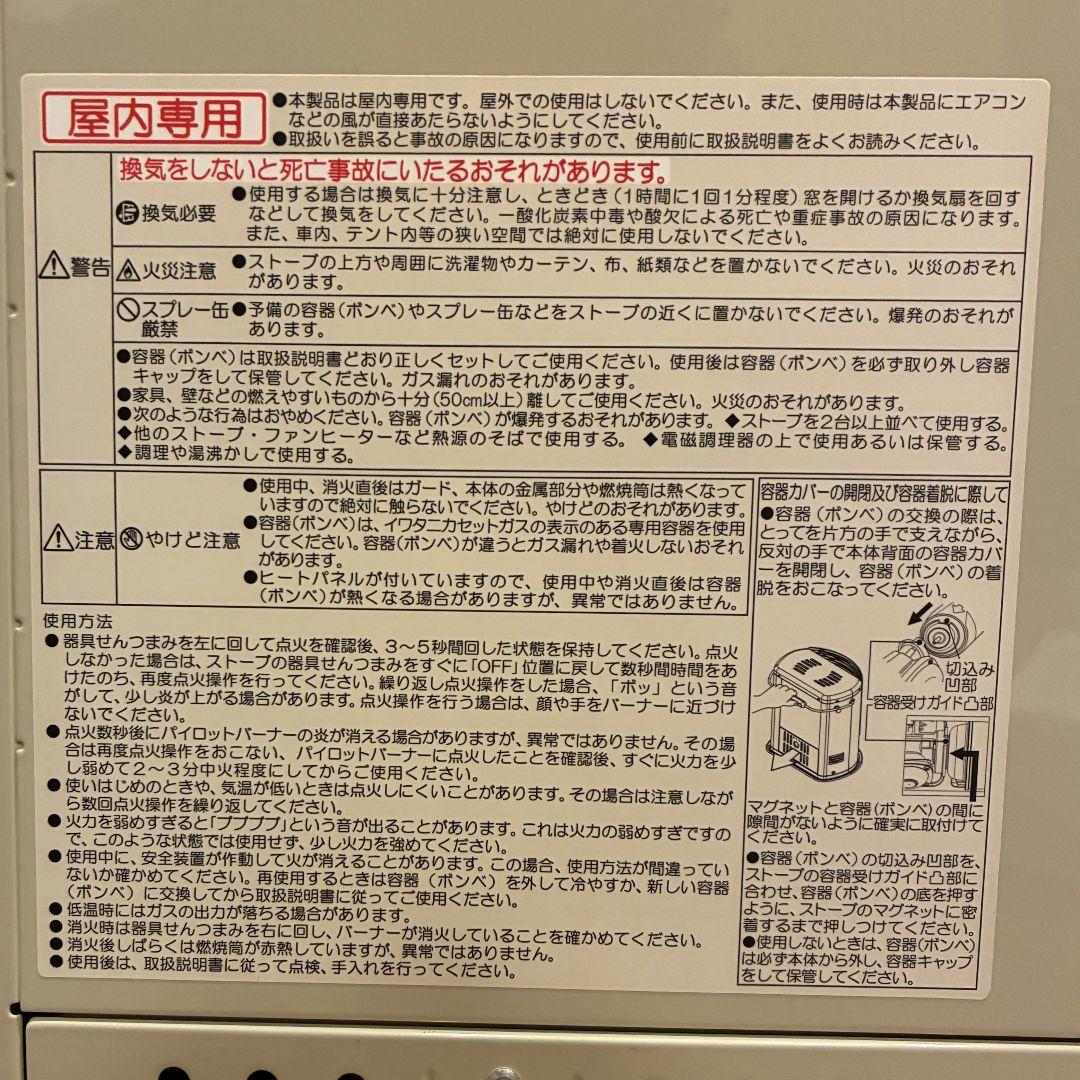 屋内専用
●本製品は屋内専用です。屋外での使用はしないでください。また、使用時は本製品にエアコン
などの風が直接あたらないようにしてください。
●取扱いを誤ると事故の原因になりますので、使用前に取扱説明書をよくお読みください。
⚠警告
換気をしないと死亡事故にいたるおそれがあります。
換気必要
●使用する場合は換気に十分注意し、ときどき(1時間に1回1分程度)窓を開けるか換気扇を回す
などして換気をしてください。一酸化炭素中毒や酸欠による死亡や重症事故の原因になります。
また、車内、テント内等の狭い空間では絶対に使用しないでください。
火災注意
●ストーブの上方や周囲に洗濯物やカーテン、布、紙類などを置かないでください。火災のおそれ
があります。
スプレー缶
厳禁
●予備の容器(ボンベ)やスプレー缶などをストーブの近くに置かないでください。爆発のおそれが
あります。
●容器(ボンベ)は取扱説明書どおり正しくセットしてご使用ください。使用後は容器(ボンベ)を必ず取り外し容器
キャップをして保管してください。ガス漏れのおそれがあります。
●家具、壁などの燃えやすいものから十分(50cm以上)離してご使用ください。火災のおそれがあります。
●次のような行為はおやめください。容器(ボンベ)が爆発するおそれがあります。◆ストーブを2台以上並べて使用する。
◆他のストーブ・ファンヒーターなど熱源のそばで使用する。 ◆電磁調理器の上で使用あるいは保管する。
◆調理や湯沸かしで使用する。
⚠注意
やけど注意
●使用中、消火直後はガード、本体の金属部分や燃焼筒は熱くなって
いますので絶対に触らないでください。やけどのおそれがあります。
●容器(ボンベ)は、イワタニカセットガスの表示のある専用容器を使用
してください。容器(ボンベ)が違うとガス漏れや着火しないおそれ
があります。
●ヒートパネルが付いていますので、使用中や消火直後は容器
(ボンベ)が熱くなる場合がありますが、異常ではありません。
使用方法
●器具せんつまみを左に回して点火を確認後、3〜5秒間回した状態を保持してください。点火
しなかった場合は、ストーブの器具せんつまみをすぐに「OFF」位置に戻して数秒間時間をあ
けたのち、再度点火操作を行ってください。繰り返し点火操作をした場合、「ボッ」という音
がして、少し炎が上がる場合があります。点火操作を行う場合は、顔や手をバーナーに近づけ
ないでください。
●点火数秒後にパイロットバーナーの炎が消える場合がありますが、異常ではありません。その場
合は再度点火操作をおこない、パイロットバーナーに点火したことを確認後、すぐに火力を少
し弱めて2〜3分中火程度にしてからご使用ください。
●使いはじめのときや、気温が低いときは点火しにくいことがあります。その場合は注意しなが
ら数回点火操作を繰り返してください。
●火力を弱めすぎると「ププププ」という音が出ることがあります。これは火力の弱めすぎですの
で、このような状態では使用せず、少し火力を強めてください。
●使用中に、安全装置が作動して火が消えることがあります。この場合、使用方法が間違ってい
ないか確かめてください。再使用するときは容器(ボンベ)を外して冷やすか、新しい容器
(ボンベ)に交換してから取扱説明書に従ってご使用ください。
●低温時にはガスの出力が落ちる場合があります。
●消火時は器具せんつまみを右に回し、バーナーが消火していることを確かめてください。
●消火後しばらくは燃焼筒が赤熱していますが、異常ではありません。
●使用後は、取扱説明書に従って点検、手入れを行ってください。
容器カバーの開閉及び容器着脱に際して
●容器(ボンベ)の交換の際は、
とってを片方の手で支えながら、
反対の手で本体背面の容器カバ
ーを開閉し、容器(ボンベ)の着
脱をおこなってください。
切込み
凹部
容器受けガイド凸部
マグネットと容器(ボンベ)の間に
隙間がないように確実に取付けて
ください。
●容器(ボンベ)の切込み凹部を、
ストーブの容器受けガイド凸部に
合わせ、容器(ボンベ)の底を押す
ように、ストーブのマグネットに密
着するまで押しつけてください。
●使用しないときは、容器(ボンベ)
は必ず本体から外し、容器キャップ
をして保管してください。